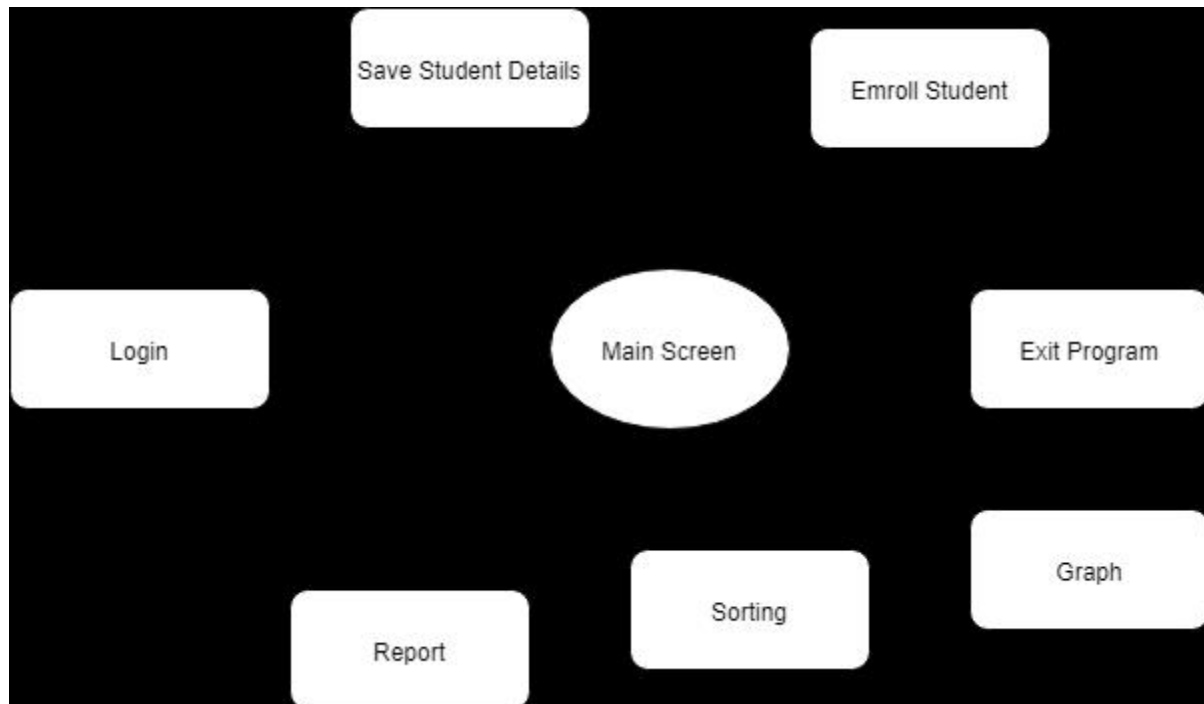 Save Student Details
Emroll Student
Login
Main Screen
Exit Program
Graph
Sorting
Report